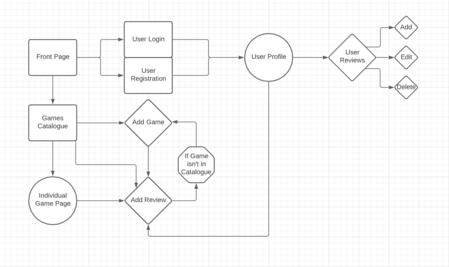 Front Page
User Login
User
Registration
User Profile
User
Reviews
Add
Edit
Delete
Games
Catalogue
Add Game
If Game
isn't in
Catalogue
Individual
Game Page
Add Review